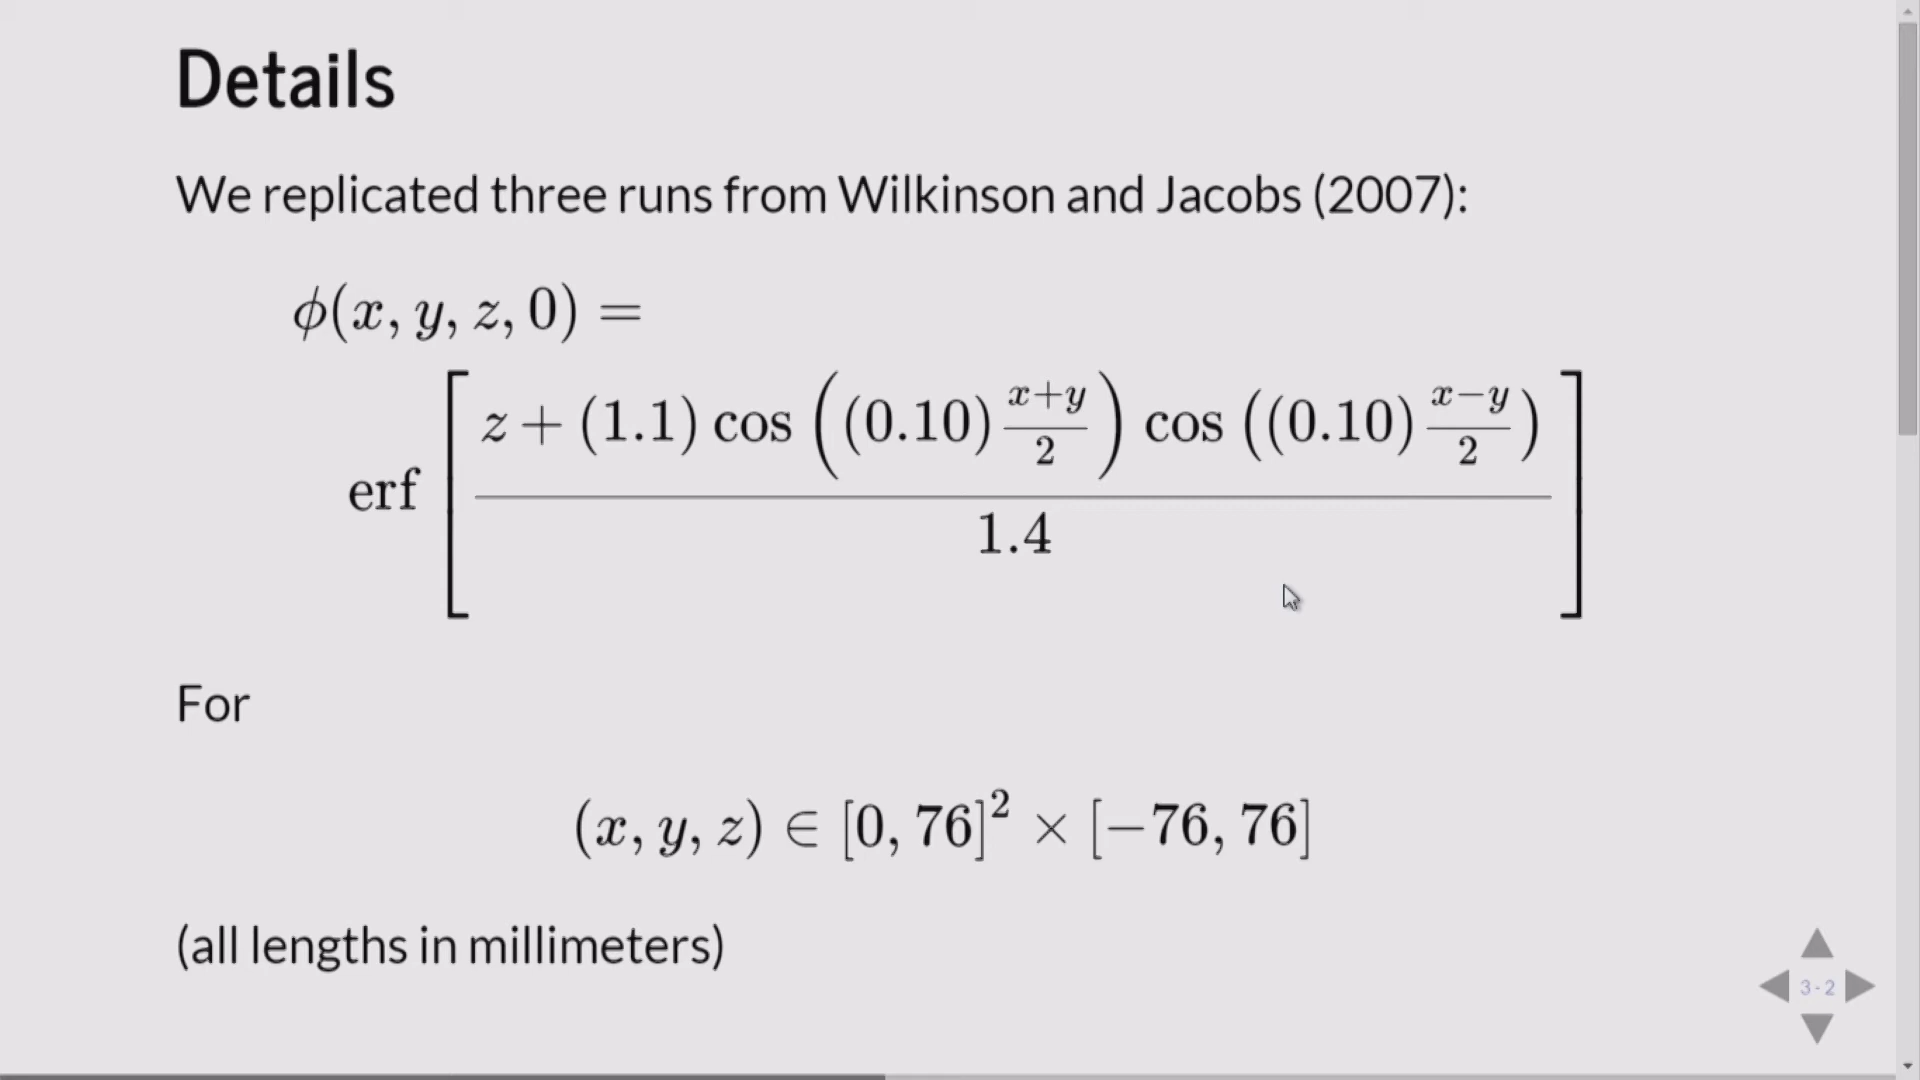 Details
We replicated three runs from Wilkinson and Jacobs (2007):
ϕ(x, y, z, 0) =
erf [ (z + (1.1) cos ((0.10) (x+y)/2) cos ((0.10) (x−y)/2)) / 1.4 ]
For
(x, y, z) ∈ [0, 76]² × [−76, 76]
(all lengths in millimeters)
3-2